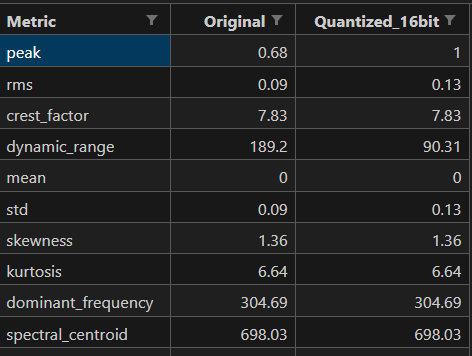 Metric Original Quantized_16bit
peak 0.68 1
rms 0.09 0.13
crest_factor 7.83 7.83
dynamic_range 189.2 90.31
mean 0 0
std 0.09 0.13
skewness 1.36 1.36
kurtosis 6.64 6.64
dominant_frequency 304.69 304.69
spectral_centroid 698.03 698.03